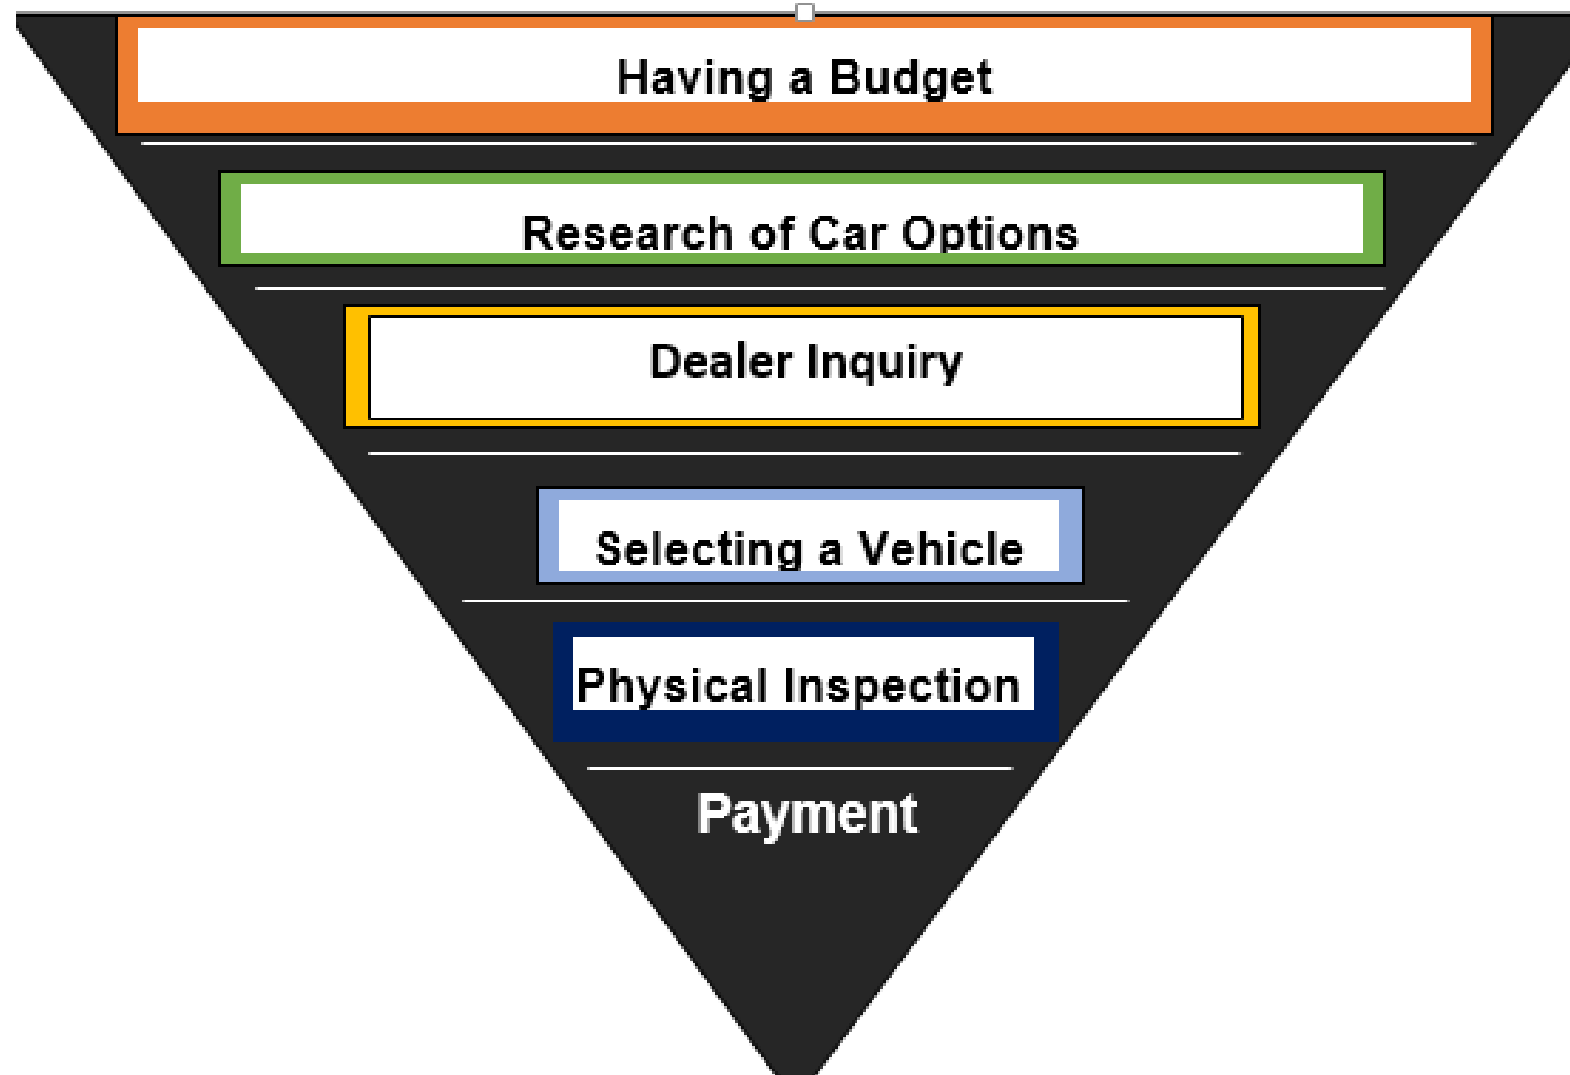 Having a Budget
Research of Car Options
Dealer Inquiry
Selecting a Vehicle
Physical Inspection
Payment